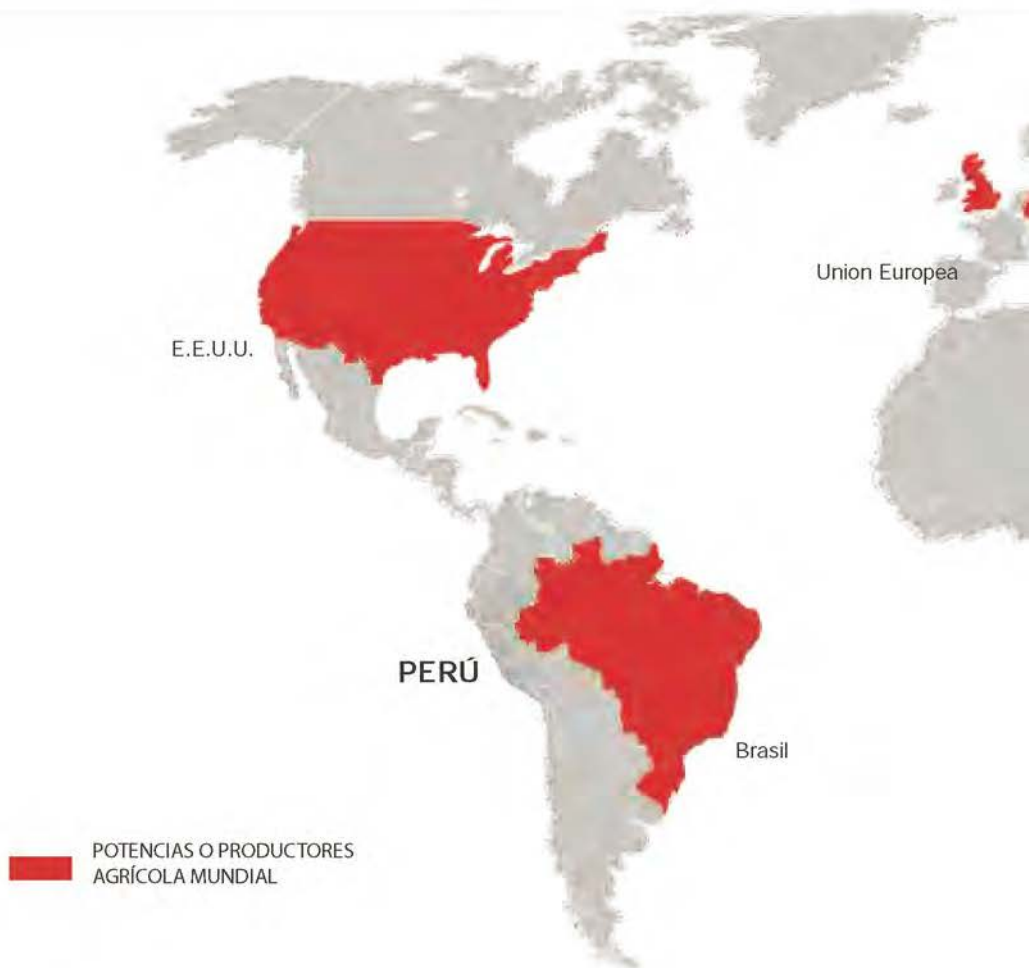 Union Europea
E.E.U.U.
PERÚ
Brasil
POTENCIAS O PRODUCTORES
AGRÍCOLA MUNDIAL